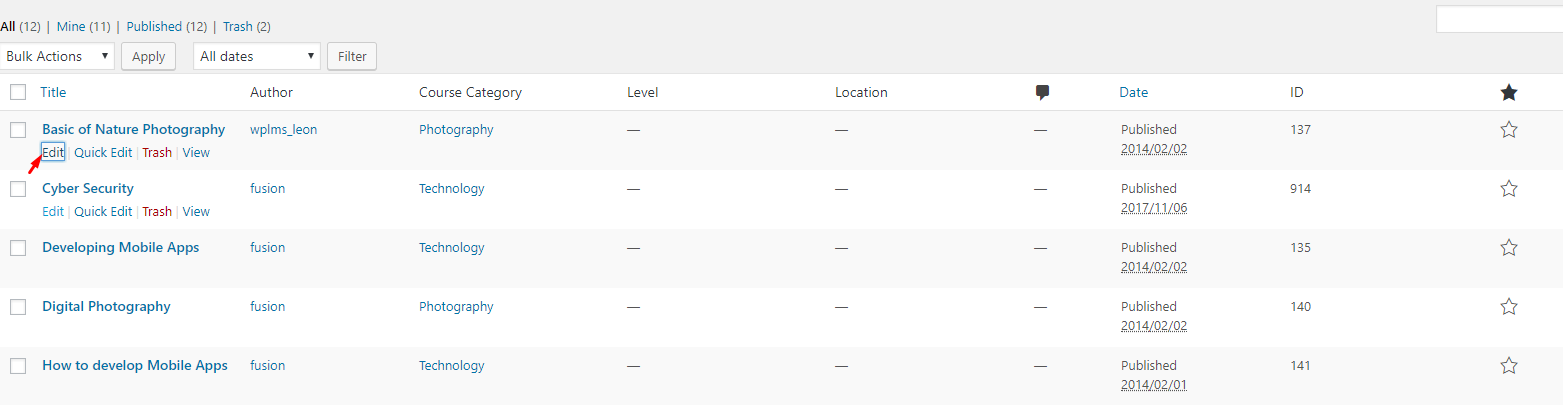 All (12) | Mine (11) | Published (12) | Trash (2)
Bulk Actions Apply All dates Filter
Title Author Course Category Level Location Date ID
Basic of Nature Photography wplms_leon Photography — — — Published 137
Edit | Quick Edit | Trash | View 2014/02/02
Cyber Security fusion Technology — — — Published 914
Edit | Quick Edit | Trash | View 2017/11/06
Developing Mobile Apps fusion Technology — — — Published 135
2014/02/02
Digital Photography fusion Photography — — — Published 140
2014/02/02
How to develop Mobile Apps fusion Technology — — — Published 141
2014/02/01